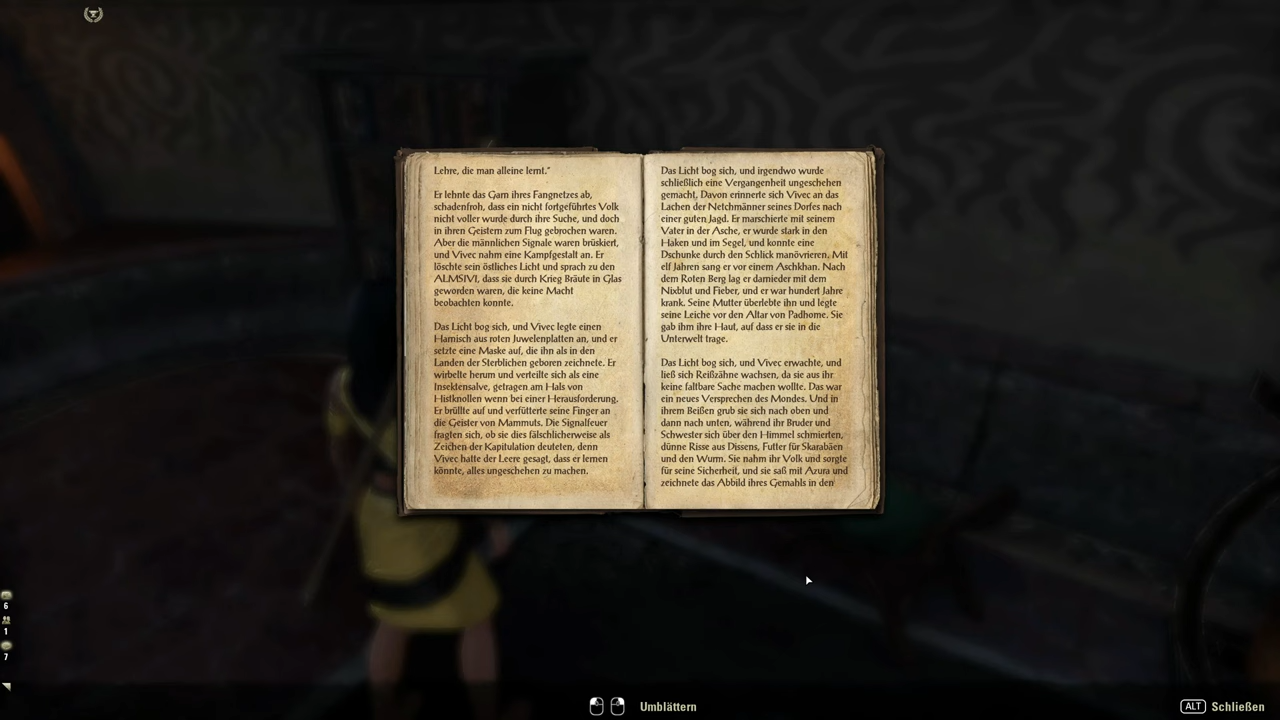 Lehre, die man alleine lernt."
Er lehnte das Garn ihres Fangnetzes ab,
schadenfroh, dass ein nicht fortgeführtes Volk
nicht voller wurde durch ihre Suche, und doch
in ihren Geistern zum Flug gebrochen waren.
Aber die männlichen Signale waren brüskiert,
und Vivec nahm eine Kampfgestalt an. Er
löschte sein östliches Licht und sprach zu den
ALMSIVI, dass sie durch Krieg Bräute in Glas
geworden waren, die keine Macht
beobachten konnte.
Das Licht bog sich, und Vivec legte einen
Harnisch aus roten Juwelenplatten an, und er
setzte eine Maske auf, die ihn als in den
Landen der Sterblichen geboren zeichnete. Er
wirbelte herum und verteilte sich als eine
Insektensalve, getragen am Hals von
Histknollen wenn bei einer Herausforderung.
Er brüllte auf und verfütterte seine Finger an
die Geister von Mammuts. Die Signalfeuer
fragten sich, ob sie dies fälschlicherweise als
Zeichen der Kapitulation deuteten, denn
Vivec hatte der Leere gesagt, dass er lernen
könnte, alles ungeschehen zu machen.
Das Licht bog sich, und irgendwo wurde
schließlich eine Vergangenheit ungeschehen
gemacht. Davon erinnerte sich Vivec an das
Lachen der Netchmänner seines Dorfes nach
einer guten Jagd. Er marschierte mit seinem
Vater in der Asche, er wurde stark in den
Haken und im Segel, und konnte eine
Dschunke durch den Schlick manövrieren. Mit
elf Jahren sang er vor einem Aschkhan. Nach
dem Roten Berg lag er darnieder mit dem
Nixblut und Fieber, und er war hundert Jahre
krank. Seine Mutter überlebte ihn und legte
seine Leiche vor den Altar von Padhome. Sie
gab ihm ihre Haut, auf dass er sie in die
Unterwelt trage.
Das Licht bog sich, und Vivec erwachte, und
ließ sich Reißzähne wachsen, da sie aus ihr
keine faltbare Sache machen wollte. Das war
ein neues Versprechen des Mondes. Und in
ihrem Beißen grub sie sich nach oben und
dann nach unten, während ihr Bruder und
Schwester sich über den Himmel schmierten,
dünne Risse aus Dissens, Futter für Skarabäen
und den Wurm. Sie nahm ihr Volk und sorgte
für seine Sicherheit, und sie saß mit Azura und
zeichnete das Abbild ihres Gemahls in den
6
1
7
Umblättern
ALT Schließen